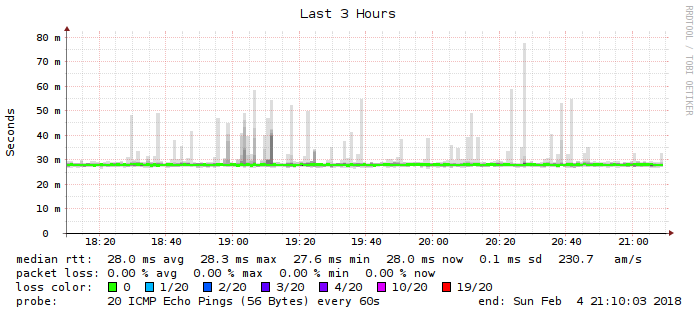 Last 3 Hours
RRDTOOL / TOBI OETIKER
Seconds
80 m
70 m
60 m
50 m
40 m
30 m
20 m
10 m
0
18:20 18:40 19:00 19:20 19:40 20:00 20:20 20:40 21:00
median rtt: 28.0 ms avg 28.3 ms max 27.6 ms min 28.0 ms now 0.1 ms sd 230.7 am/s
packet loss: 0.00 % avg 0.00 % max 0.00 % min 0.00 % now
loss color: 0 1/20 2/20 3/20 4/20 10/20 19/20
probe: 20 ICMP Echo Pings (56 Bytes) every 60s end: Sun Feb 4 21:10:03 2018